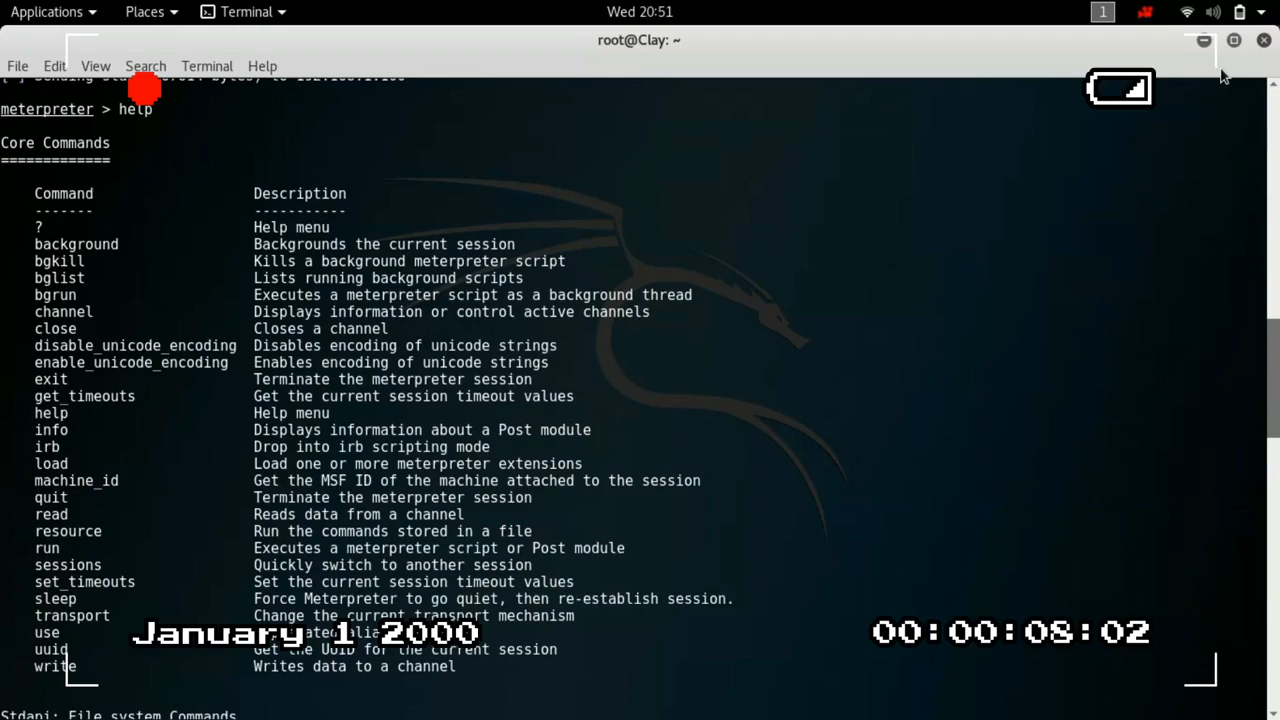 Applications Places Terminal Wed 20:51 1
root@Clay: ~
File Edit View Search Terminal Help
meterpreter > help
Core Commands
=============
Command Description
------- -----------
? Help menu
background Backgrounds the current session
bgkill Kills a background meterpreter script
bglist Lists running background scripts
bgrun Executes a meterpreter script as a background thread
channel Displays information or control active channels
close Closes a channel
disable_unicode_encoding Disables encoding of unicode strings
enable_unicode_encoding Enables encoding of unicode strings
exit Terminate the meterpreter session
get_timeouts Get the current session timeout values
help Help menu
info Displays information about a Post module
irb Drop into irb scripting mode
load Load one or more meterpreter extensions
machine_id Get the MSF ID of the machine attached to the session
quit Terminate the meterpreter session
read Reads data from a channel
resource Run the commands stored in a file
run Executes a meterpreter script or Post module
sessions Quickly switch to another session
set_timeouts Set the current session timeout values
sleep Force Meterpreter to go quiet, then re-establish session.
transport Change the current transport mechanism
use
January 1 2000 00:00:08:02
uuid Get the UUID for the current session
write Writes data to a channel
Stdapi: File system Commands